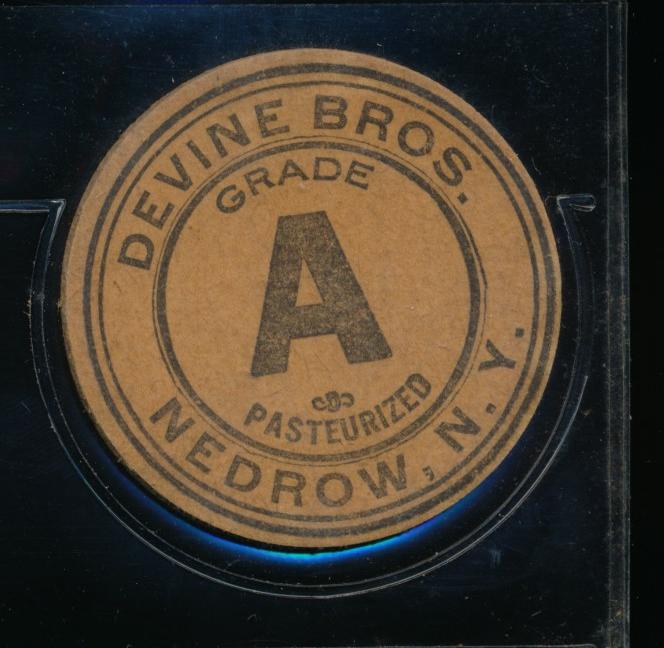 DEVINE BROS.
GRADE
A
PASTEURIZED
NEDROW, N.Y.